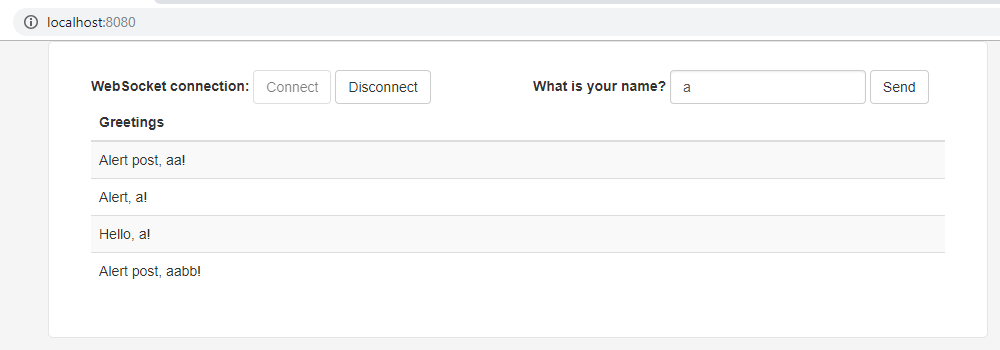 localhost:8080
WebSocket connection: Connect Disconnect What is your name? a Send
Greetings
Alert post, aa!
Alert, a!
Hello, a!
Alert post, aabb!